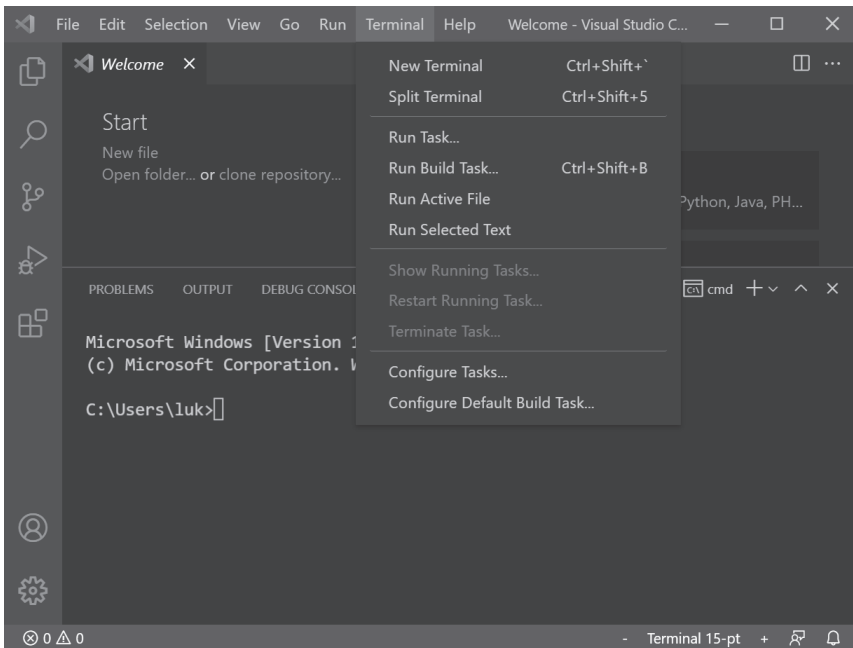 File Edit Selection View Go Run Terminal Help Welcome - Visual Studio C...
Welcome
Start
New file
Open folder... or clone repository...
New Terminal Ctrl+Shift+`
Split Terminal Ctrl+Shift+5
Run Task...
Run Build Task... Ctrl+Shift+B
Run Active File
Run Selected Text
Show Running Tasks...
Restart Running Task...
Terminate Task...
Configure Tasks...
Configure Default Build Task...
Python, Java, PH...
PROBLEMS OUTPUT DEBUG CONSOL
cmd
Microsoft Windows [Version 1
(c) Microsoft Corporation.
C:\Users\luk>
0 0
- Terminal 15-pt +